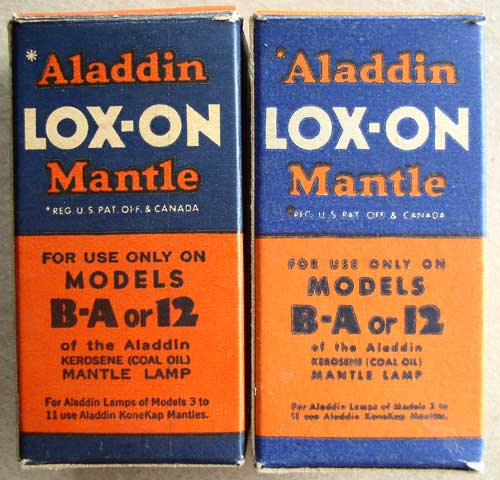 *Aladdin
LOX-ON
Mantle
*REG. U.S. PAT. OFF. & CANADA
FOR USE ONLY ON
MODELS
B-A or 12
of the Aladdin
KEROSENE (COAL OIL)
MANTLE LAMP
For Aladdin Lamps of Models 3 to
11 use Aladdin KoneKap Mantles.
*Aladdin
LOX-ON
Mantle
*REG. U.S. PAT. OFF. & CANADA
FOR USE ONLY ON
MODELS
B-A or 12
of the Aladdin
KEROSENE (COAL OIL)
MANTLE LAMP
For Aladdin Lamps of Models 3 to
11 use Aladdin KoneKap Mantles.